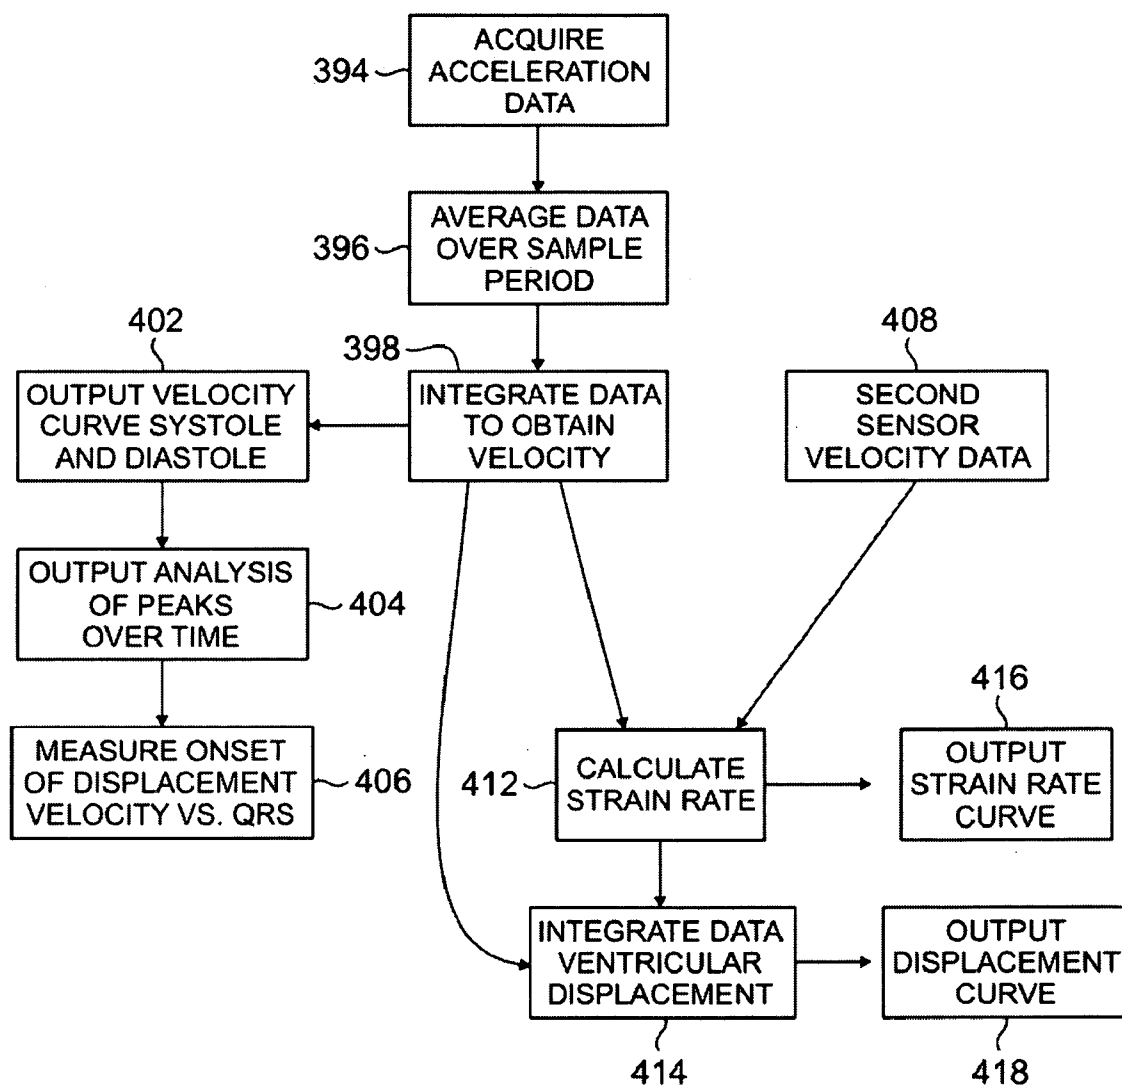 394
ACQUIRE
ACCELERATION
DATA
396
AVERAGE DATA
OVER SAMPLE
PERIOD
402
OUTPUT VELOCITY
CURVE SYSTOLE
AND DIASTOLE
398
INTEGRATE DATA
TO OBTAIN
VELOCITY
408
SECOND
SENSOR
VELOCITY DATA
OUTPUT ANALYSIS
OF PEAKS
OVER TIME
404
MEASURE ONSET
OF DISPLACEMENT
VELOCITY VS. QRS
406
412
CALCULATE
STRAIN RATE
416
OUTPUT
STRAIN RATE
CURVE
INTEGRATE DATA
VENTRICULAR
DISPLACEMENT
414
OUTPUT
DISPLACEMENT
CURVE
418